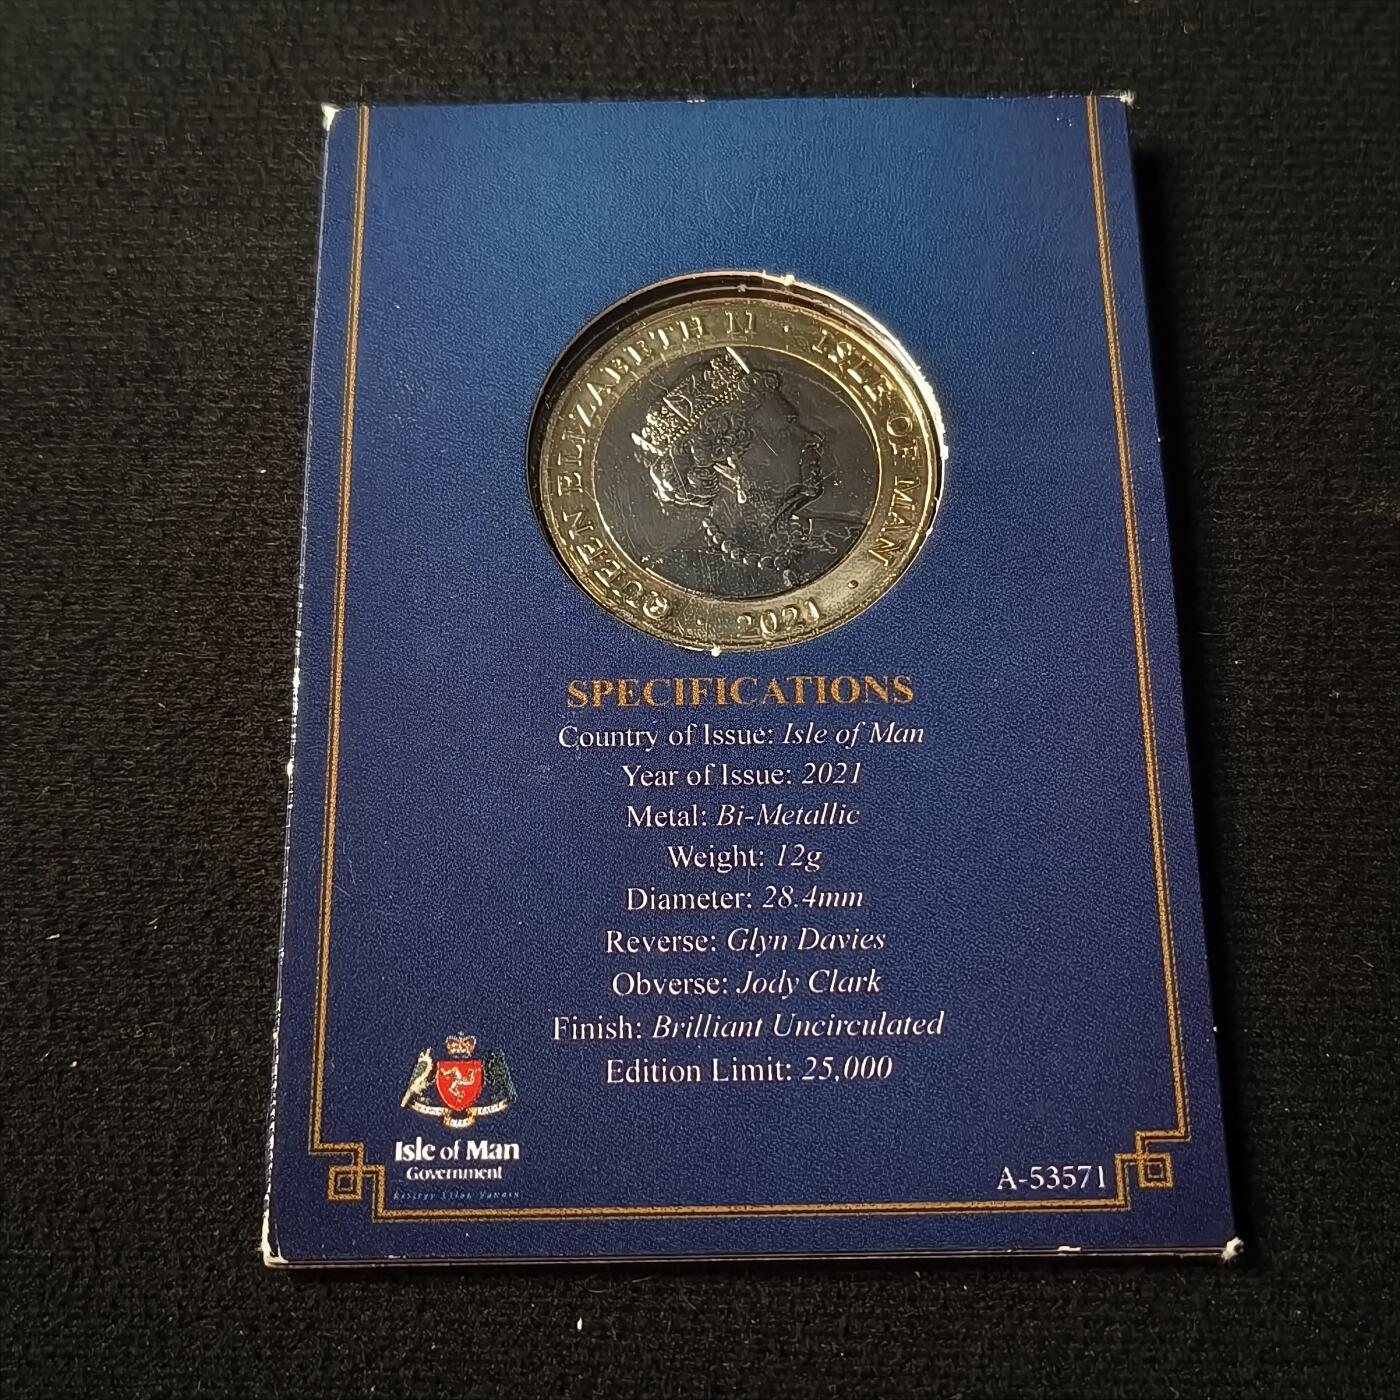 QUEEN ELIZABETH II · ISLE OF MAN · 2021 ·
SPECIFICATIONS
Country of Issue: Isle of Man
Year of Issue: 2021
Metal: Bi-Metallic
Weight: 12g
Diameter: 28.4mm
Reverse: Glyn Davies
Obverse: Jody Clark
Finish: Brilliant Uncirculated
Edition Limit: 25,000
Isle of Man
Government
A-53571